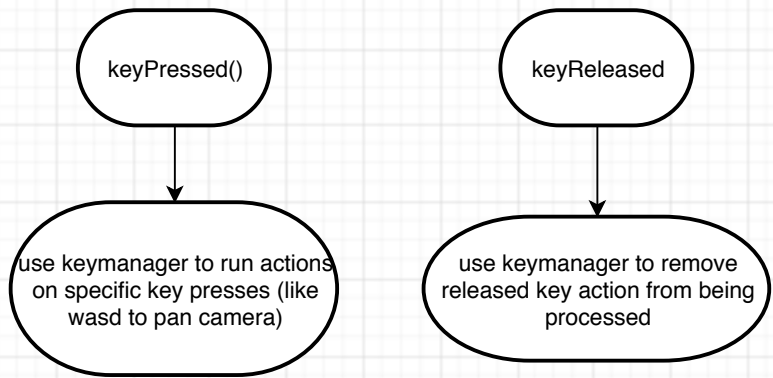 keyPressed()
keyReleased
use keymanager to run actions
on specific key presses (like
wasd to pan camera)
use keymanager to remove
released key action from being
processed